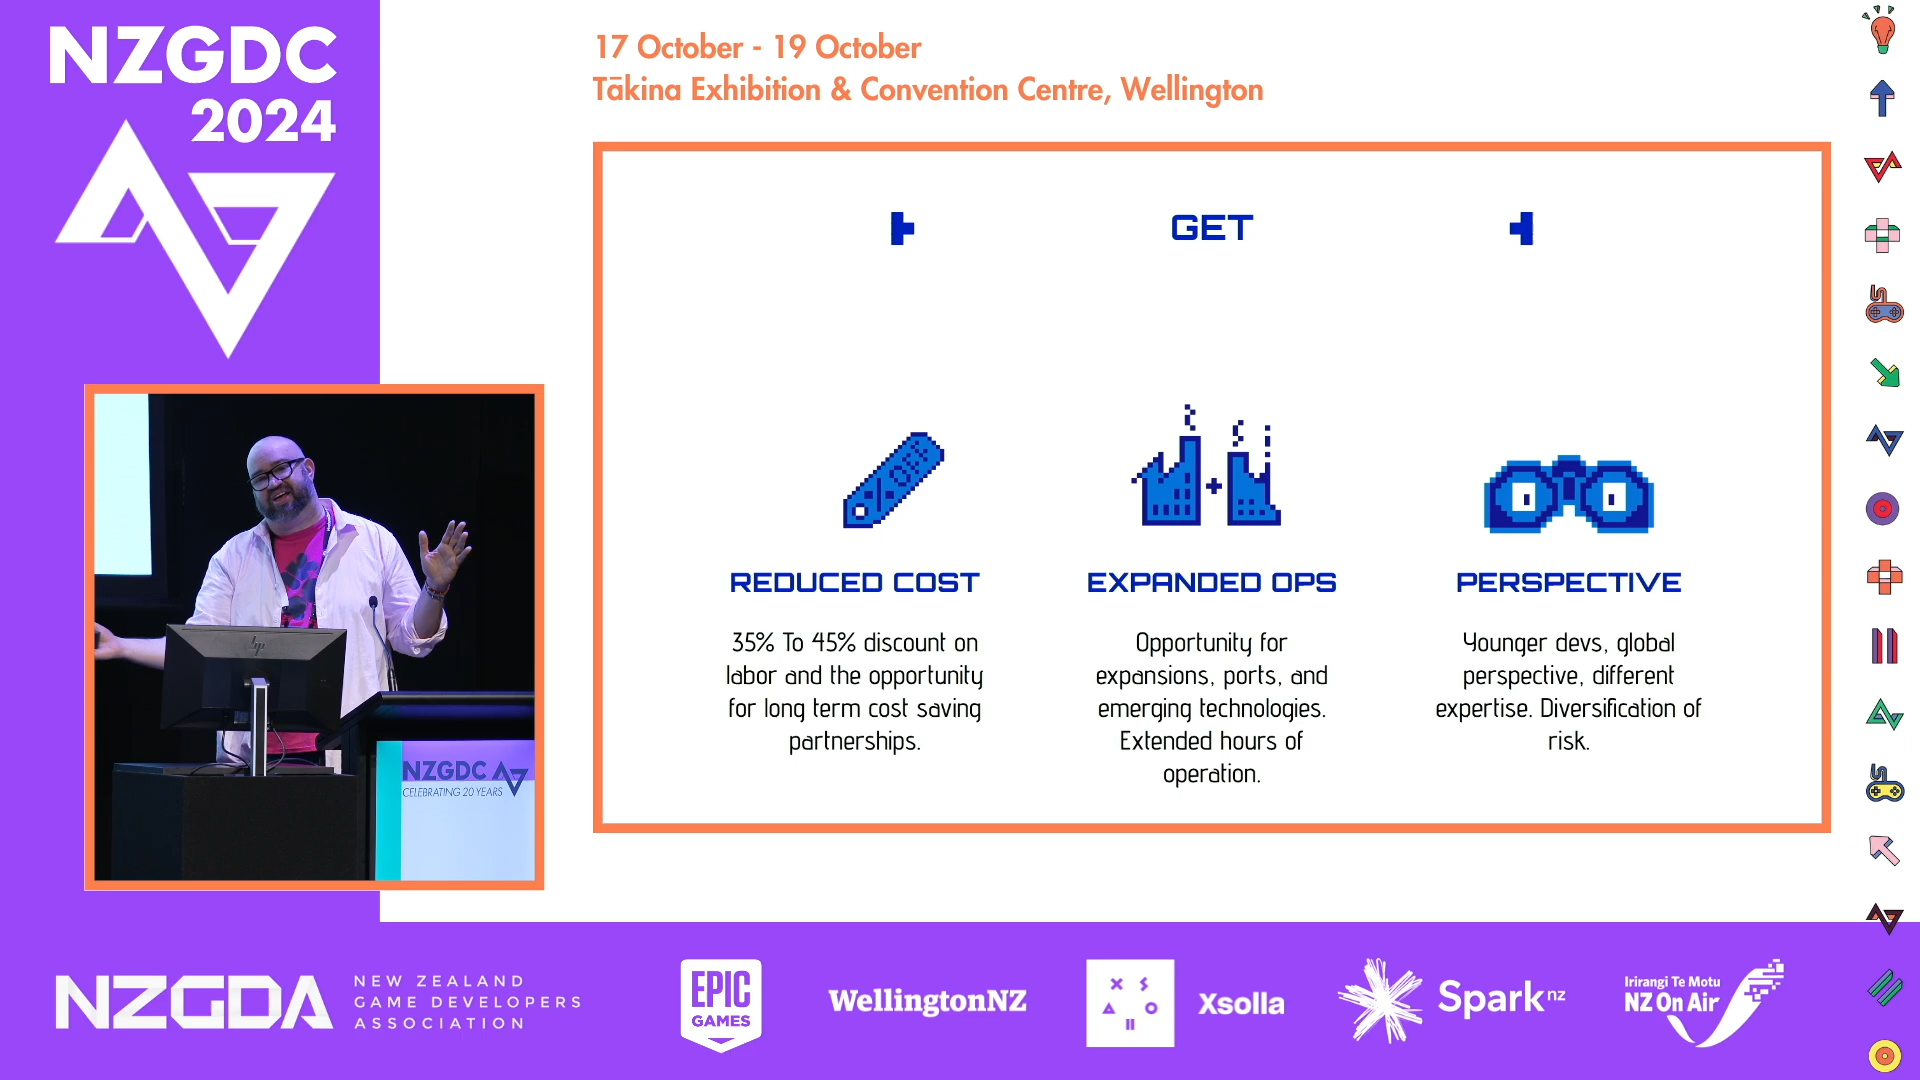 NZGDC
2024
17 October - 19 October
Tākina Exhibition & Convention Centre, Wellington
GET
REDUCED COST
35% To 45% discount on
labor and the opportunity
for long term cost saving
partnerships.
EXPANDED OPS
Opportunity for
expansions, ports, and
emerging technologies.
Extended hours of
operation.
PERSPECTIVE
Younger devs, global
perspective, different
expertise. Diversification of
risk.
hp
NZGDC
CELEBRATING 20 YEARS
NZGDA
NEW ZEALAND
GAME DEVELOPERS
ASSOCIATION
EPIC
GAMES
WellingtonNZ
Xsolla
Spark nz
Irirangi Te Motu
NZ On Air